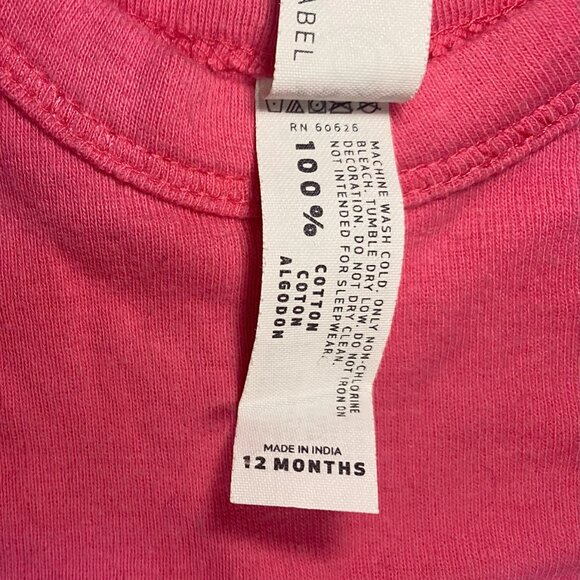 ABEL
RN 60626
100%
COTTON
COTON
ALGODON
MACHINE WASH COLD, ONLY NON-CHLORINE
BLEACH. TUMBLE DRY LOW. DO NOT IRON ON
DECORATION. DO NOT DRY CLEAN.
NOT INTENDED FOR SLEEPWEAR.
MADE IN INDIA
12 MONTHS